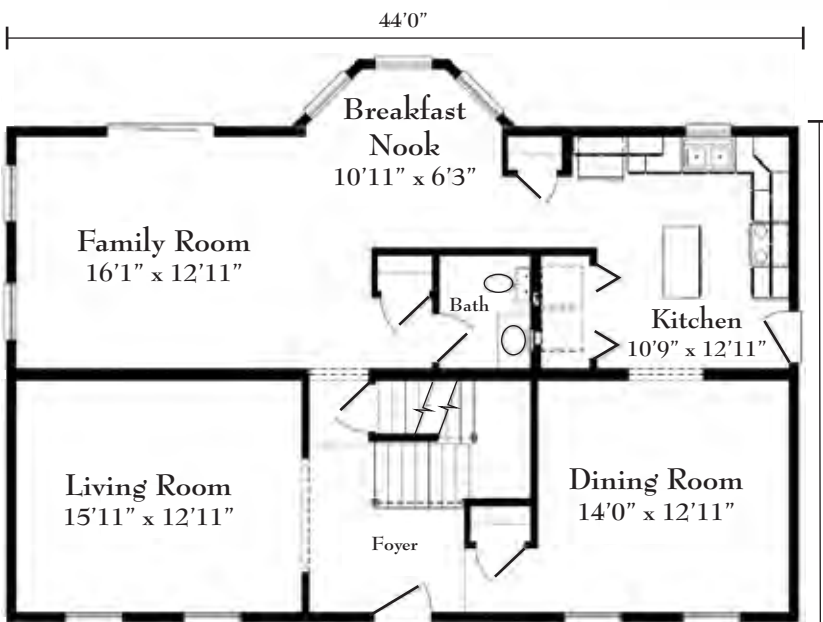 44'0"
Breakfast
Nook
10'11" x 6'3"
Family Room
16'1" x 12'11"
Bath
Kitchen
10'9" x 12'11"
Living Room
15'11" x 12'11"
Dining Room
14'0" x 12'11"
Foyer